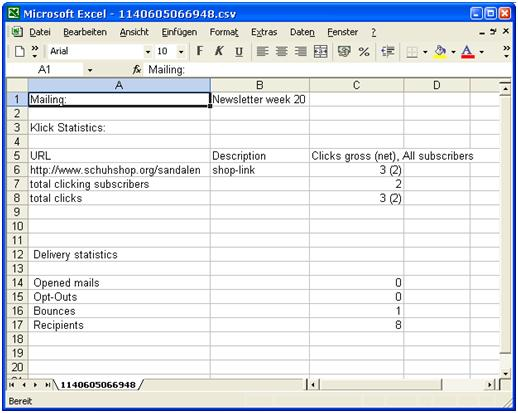 Microsoft Excel - 1140605066948.csv
Datei Bearbeiten Ansicht Einfügen Format Extras Daten Fenster ?
Arial 10 F K U
A1 fx Mailing:
A B C D
1 Mailing: Newsletter week 20
2
3 Klick Statistics:
4
5 URL Description Clicks gross (net), All subscribers
6 http://www.schuhshop.org/sandalen shop-link 3 (2)
7 total clicking subscribers 2
8 total clicks 3 (2)
9
10
11
12 Delivery statistics
13
14 Opened mails 0
15 Opt-Outs 0
16 Bounces 1
17 Recipients 8
18
19
20
1140605066948
Bereit